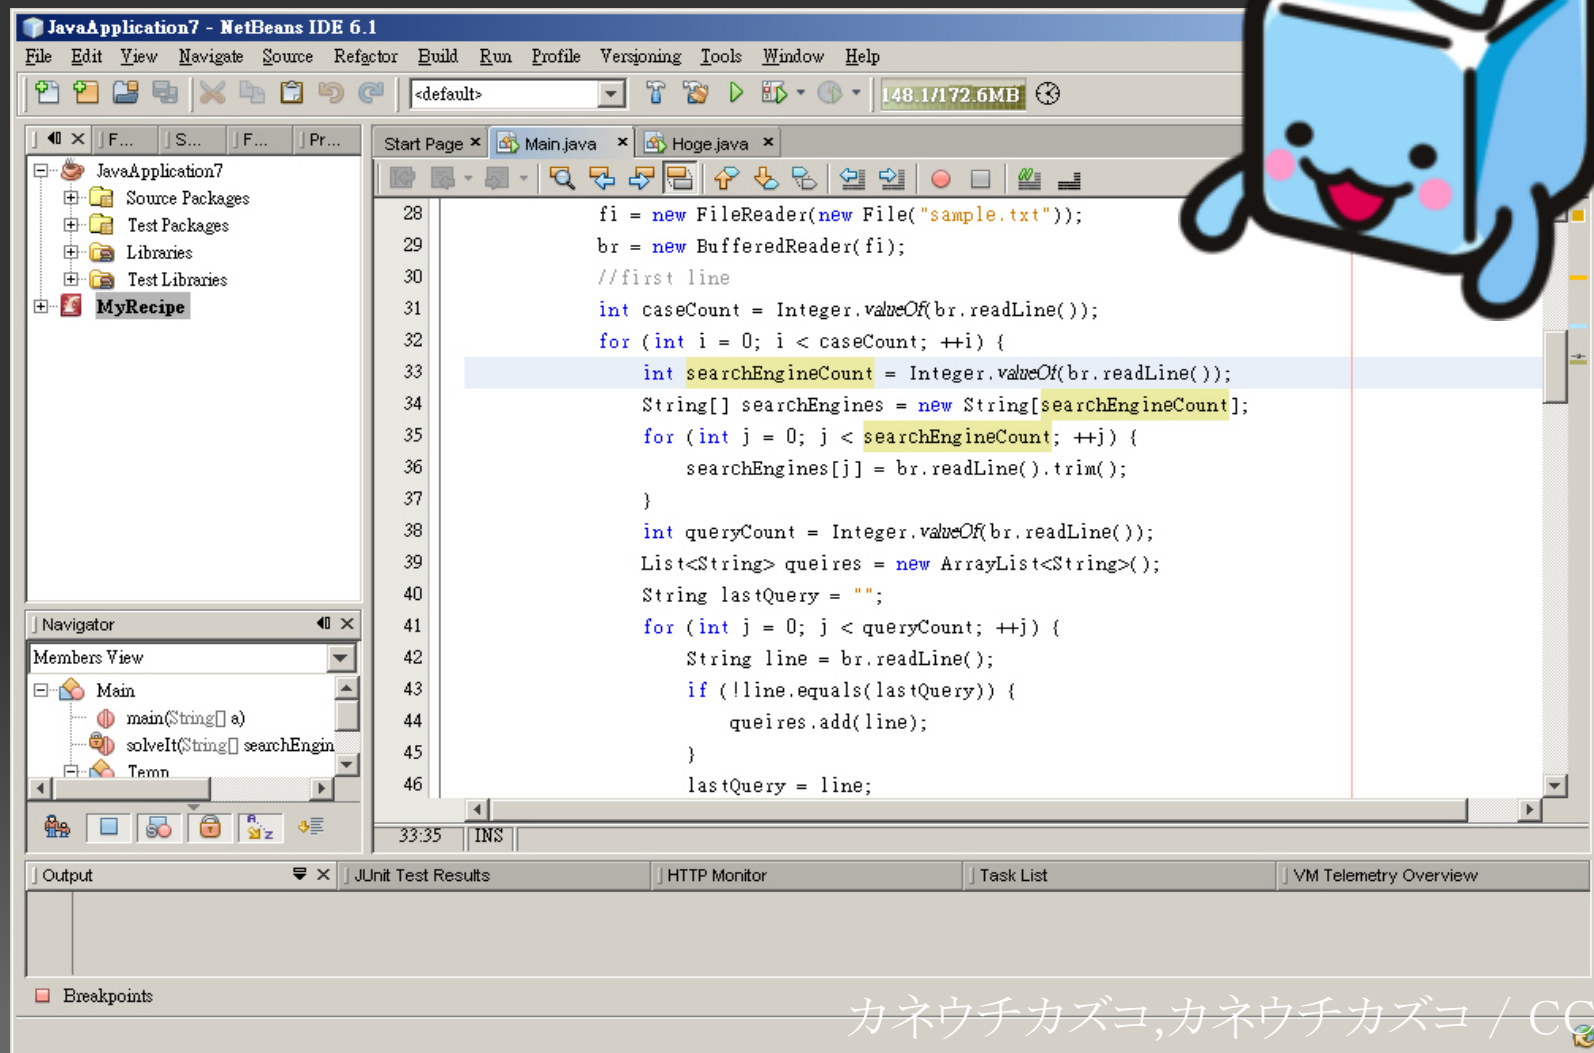 JavaApplication7 - NetBeans IDE 6.1
File Edit View Navigate Source Refactor Build Run Profile Versioning Tools Window Help
<default> 148.1/172.6MB
F... S... F... Pr...
Start Page Main.java Hoge.java
JavaApplication7
Source Packages
Test Packages
Libraries
Test Libraries
MyRecipe
28 fi = new FileReader(new File("sample.txt"));
29 br = new BufferedReader(fi);
30 //first line
31 int caseCount = Integer.valueOf(br.readLine());
32 for (int i = 0; i < caseCount; ++i) {
33 int searchEngineCount = Integer.valueOf(br.readLine());
34 String[] searchEngines = new String[searchEngineCount];
35 for (int j = 0; j < searchEngineCount; ++j) {
36 searchEngines[j] = br.readLine().trim();
37 }
38 int queryCount = Integer.valueOf(br.readLine());
39 List<String> queires = new ArrayList<String>();
40 String lastQuery = "";
41 for (int j = 0; j < queryCount; ++j) {
42 String line = br.readLine();
43 if (!line.equals(lastQuery)) {
44 queires.add(line);
45 }
46 lastQuery = line;
Navigator
Members View
Main
main(String[] a)
solveIt(String[] searchEngin
Temp
33:35 INS
Output JUnit Test Results HTTP Monitor Task List VM Telemetry Overview
Breakpoints
カネウチカズコ,カネウチカズコ / CC